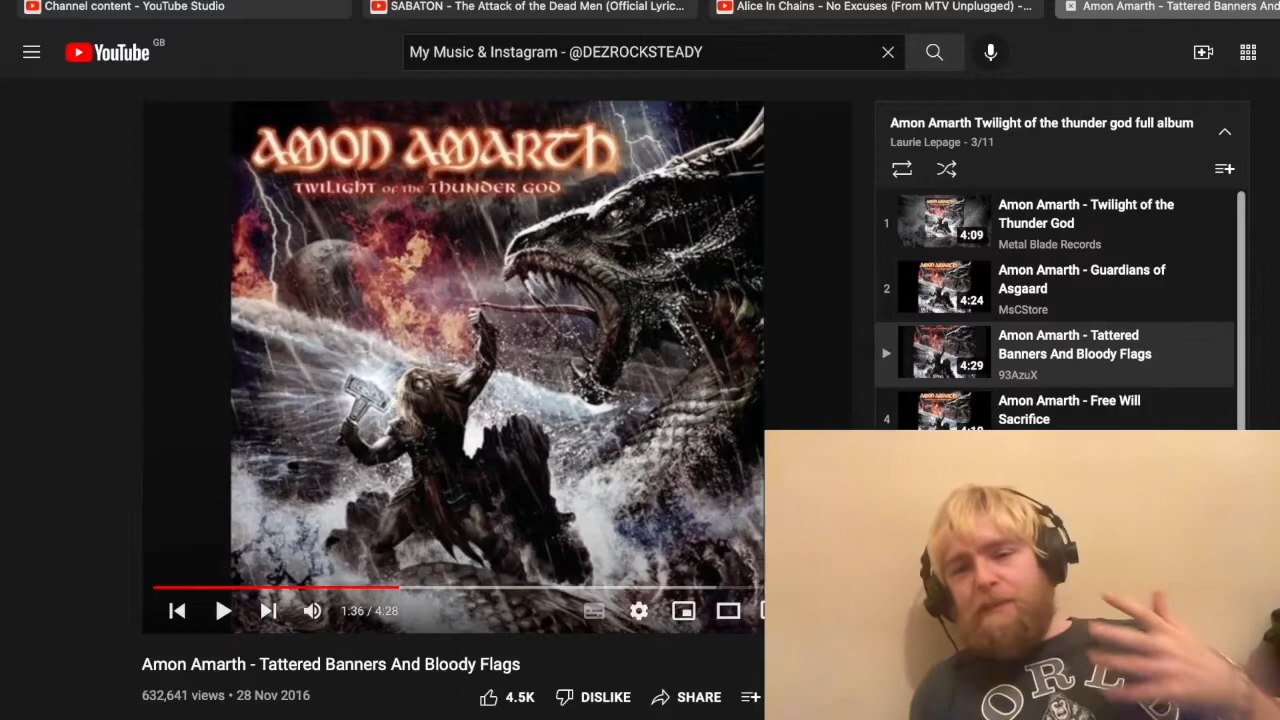 Channel content - YouTube Studio
SABATON - The Attack of the Dead Men (Official Lyric...
Alice In Chains - No Excuses (From MTV Unplugged) -...
Amon Amarth - Tattered Banners And
YouTube GB
My Music & Instagram - @DEZROCKSTEADY
AMON AMARTH
TWILIGHT OF THE THUNDER GOD
1:36 / 4:28
Amon Amarth - Tattered Banners And Bloody Flags
632,641 views • 28 Nov 2016
4.5K
DISLIKE
SHARE
Amon Amarth Twilight of the thunder god full album
Laurie Lepage - 3/11
1
4:09
Amon Amarth - Twilight of the
Thunder God
Metal Blade Records
2
4:24
Amon Amarth - Guardians of
Asgaard
MsCStore
4:29
Amon Amarth - Tattered
Banners And Bloody Flags
93AzuX
4
Amon Amarth - Free Will
Sacrifice